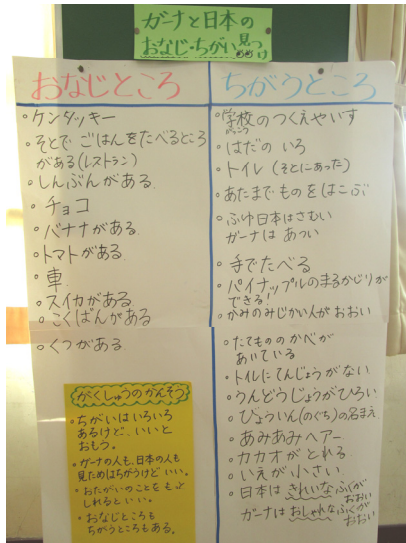 ガーナと日本の
おなじ・ちがい見つけ
おなじところ
ちがうところ
・ケンタッキー
・そとで ごはんをたべるところ
がある(レストラン)
・しんぶんがある
・チョコ
・バナナがある
・トマトがある
・車
・スイカがある
・こくばんがある
・くつがある
・学校のつくえやいす
・はだの いろ
・トイレ(そとにあった)
・あたまでものをはこぶ
・ふゆ日本はさむい
ガーナは あつい
・手でたべる
・パイナップルのまるかじりが
できる!
・かみのみじかい人がおおい
・たてもののかべが
あいている
・トイレにてんじょうがない
・うんどうじょうがひろい
・びょういん(のぐち)の名まえ
・あみあみヘアー
・カカオがとれる
・いえが小さい
・日本はきれいなふくが
おおい
ガーナはおしゃれなふくが
おおい
がくしゅうのかんそう
・ちがいはいろいろ
あるけど、いいと
おもう。
・ガーナの人も、日本の人も
見ためはちがうけどいい。
・おたがいのことを
しれるといい。
・おなじところも
ちがうところもある。